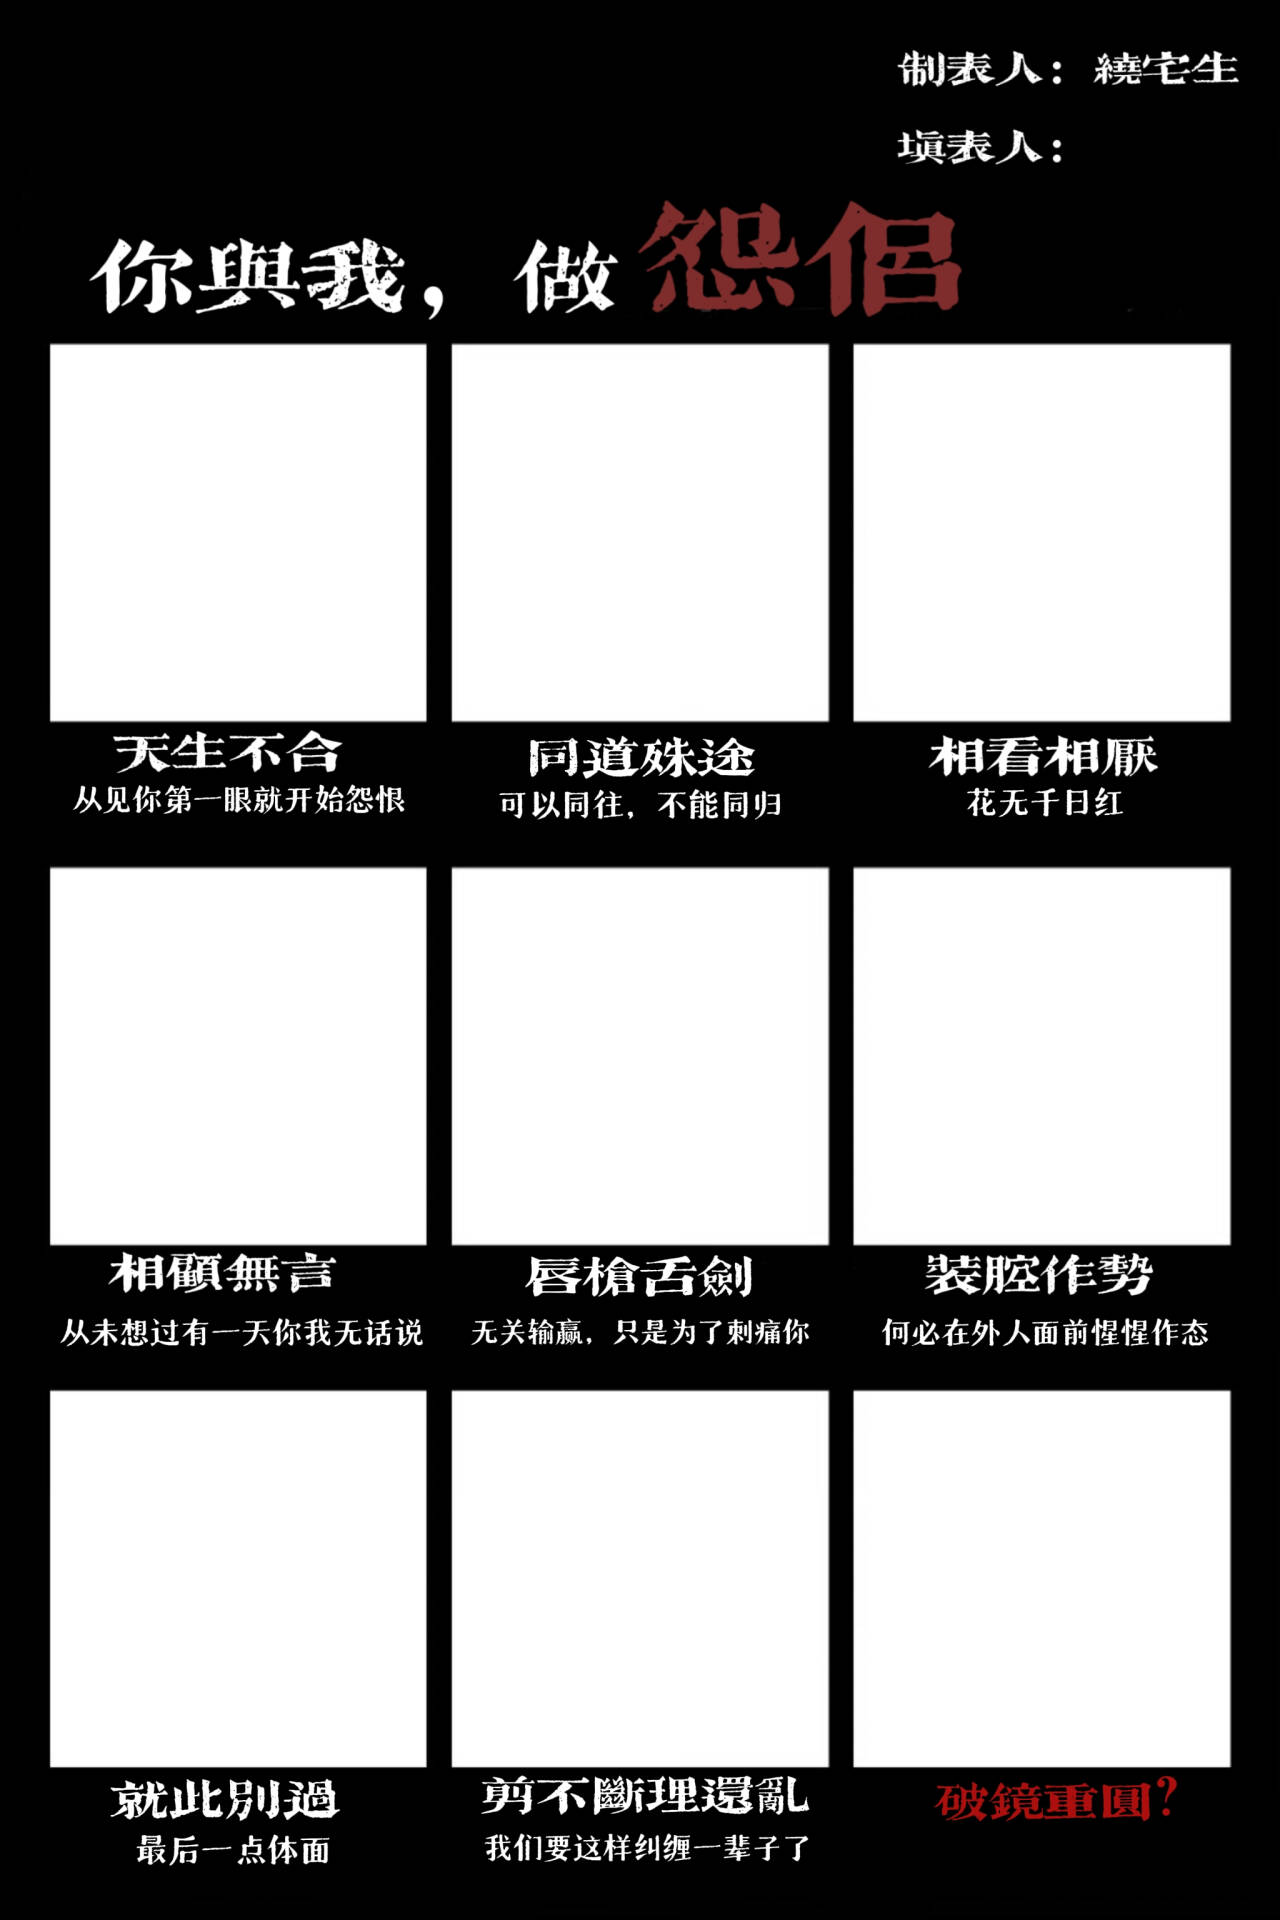 制表人：繞宅生
填表人：
你與我，做怨侶
天生不合
从见你第一眼就开始怨恨
同道殊途
可以同往，不能同归
相看相厭
花无千日红
相顧無言
从未想过有一天你我无话说
唇槍舌劍
无关输赢，只是为了刺痛你
装腔作勢
何必在外人面前惺惺作态
就此別過
最后一点体面
剪不斷理還亂
我们要这样纠缠一辈子了
破鏡重圓？